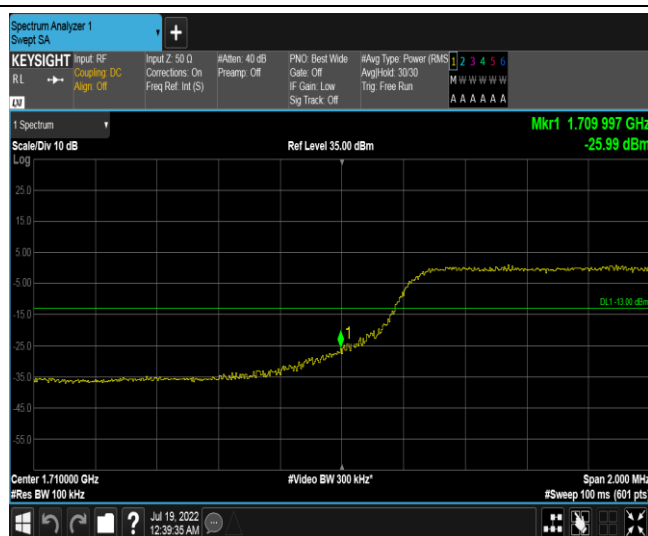 Spectrum Analyzer 1
Swept SA
+
KEYSIGHT
RL
LXI
Input: RF
Coupling: DC
Align: Off
Input Z: 50 Ω
Corrections: On
Freq Ref: Int (S)
#Atten: 40 dB
Preamp: Off
PNO: Best Wide
Gate: Off
IF Gain: Low
Sig Track: Off
#Avg Type: Power (RMS
Avg|Hold: 30/30
Trig: Free Run
1 2 3 4 5 6
M W W W W W
A A A A A A
1 Spectrum
Mkr1 1.709 997 GHz
Scale/Div 10 dB
Ref Level 35.00 dBm
-25.99 dBm
Log
25.0
15.0
5.00
-5.00
DL1 -13.00 dBm
-15.0
1
-25.0
-35.0
-45.0
-55.0
Center 1.710000 GHz
#Video BW 300 kHz*
Span 2.000 MHz
#Res BW 100 kHz
#Sweep 100 ms (601 pts)
?
Jul 19, 2022
12:39:35 AM